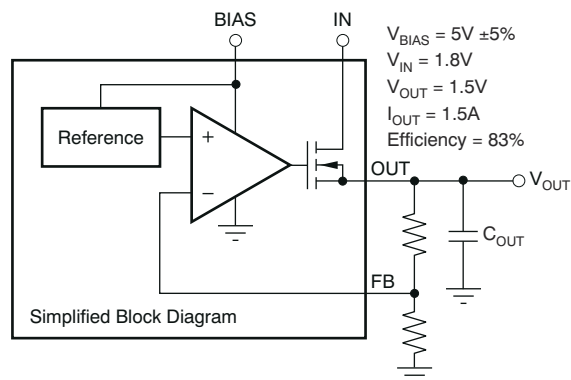 BIAS
IN
V_BIAS = 5V ±5%
V_IN = 1.8V
V_OUT = 1.5V
I_OUT = 1.5A
Efficiency = 83%
Reference
+
−
OUT
V_OUT
C_OUT
FB
Simplified Block Diagram